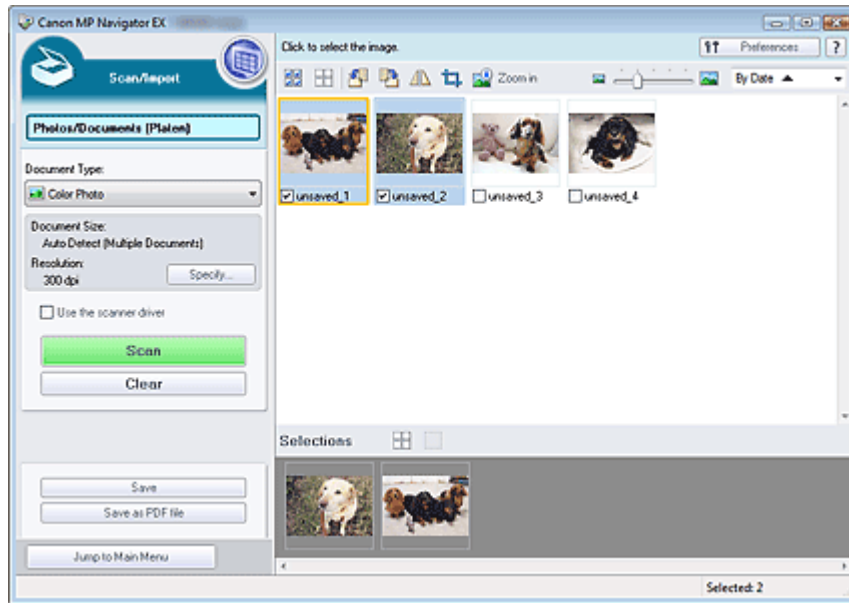 Canon MP Navigator EX
Scan/Import
Photos/Documents (Platen)
Document Type:
Color Photo
Document Size:
Auto Detect (Multiple Documents)
Resolution:
300 dpi
Specify...
Use the scanner driver
Scan
Clear
Save
Save as PDF file
Jump to Main Menu
Click to select the image.
Preferences
?
Zoom in
By Date
unsaved_1
unsaved_2
unsaved_3
unsaved_4
Selections
Selected: 2